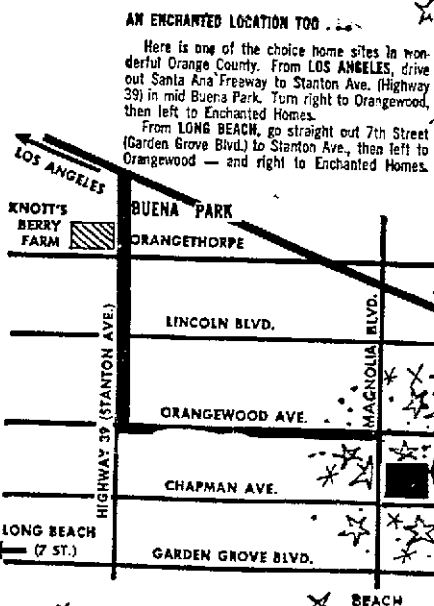 AN ENCHANTED LOCATION TOO . . .
Here is one of the choice home sites in won-
derful Orange County. From LOS ANGELES, drive
out Santa Ana Freeway to Stanton Ave. (Highway
39) in mid Buena Park. Turn right to Orangewood,
then left to Enchanted Homes.
From LONG BEACH, go straight out 7th Street
(Garden Grove Blvd.) to Stanton Ave., then left to
Orangewood — and right to Enchanted Homes.
LOS ANGELES
KNOTT'S
BERRY
FARM
BUENA PARK
ORANGETHORPE
LINCOLN BLVD.
HIGHWAY 39 (STANTON AVE.)
MAGNOLIA BLVD.
ORANGEWOOD AVE.
CHAPMAN AVE.
LONG BEACH
(7 ST.)
GARDEN GROVE BLVD.
BEACH